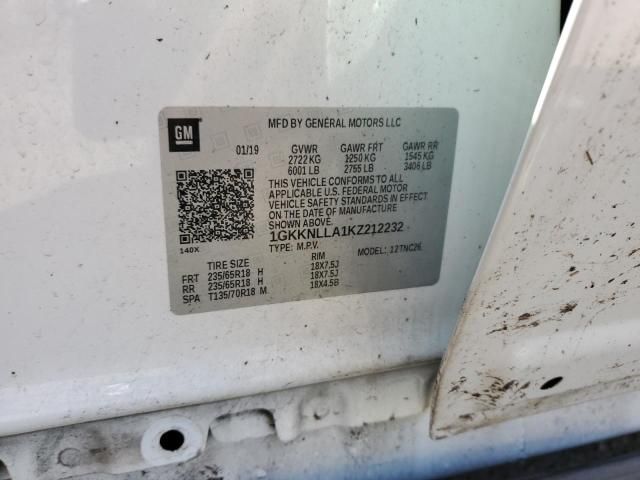 GM
MFD BY GENERAL MOTORS LLC
01/19 GVWR GAWR FRT GAWR RR
2722 KG 1250 KG 1545 KG
6001 LB 2755 LB 3406 LB
THIS VEHICLE CONFORMS TO ALL
APPLICABLE U.S. FEDERAL MOTOR
VEHICLE SAFETY STANDARDS IN EFFECT
ON THE DATE OF MANUFACTURE
SHOWN ABOVE.
1GKKNLLA1KZ212232
140X TYPE: M.P.V. MODEL: 12TNC26
TIRE SIZE RIM
FRT 235/65R18 H 18X7.5J
RR 235/65R18 H 18X7.5J
SPA T135/70R18 M 18X4.5B